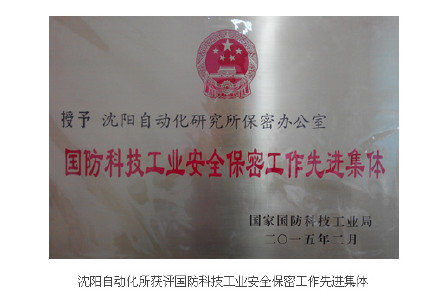 授予 沈阳自动化研究所保密办公室
国防科技工业安全保密工作先进集体
国家国防科技工业局
二〇一五年二月
沈阳自动化所获评国防科技工业安全保密工作先进集体